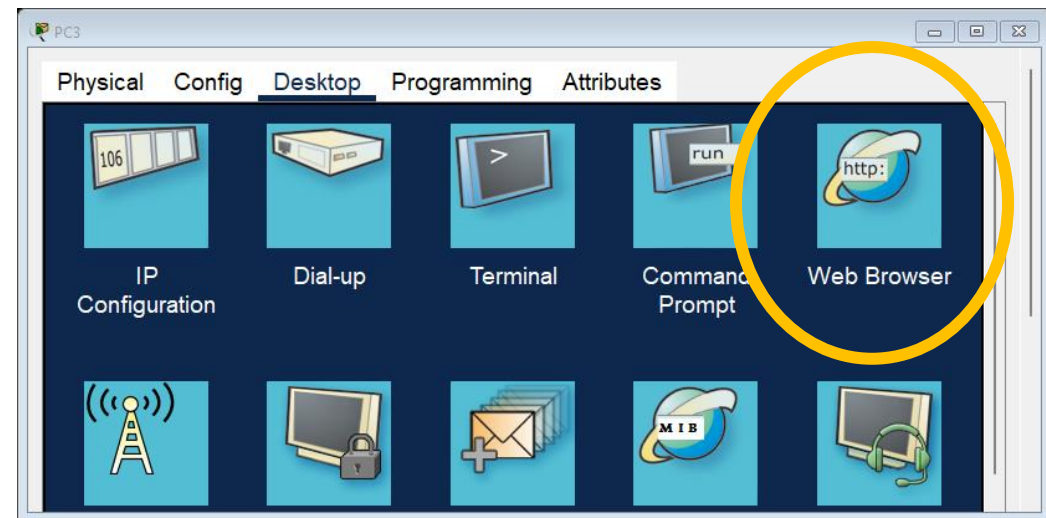 PC3
Physical Config Desktop Programming Attributes
106
>
run
http:
IP
Configuration
Dial-up
Terminal
Command
Prompt
Web Browser
MIB